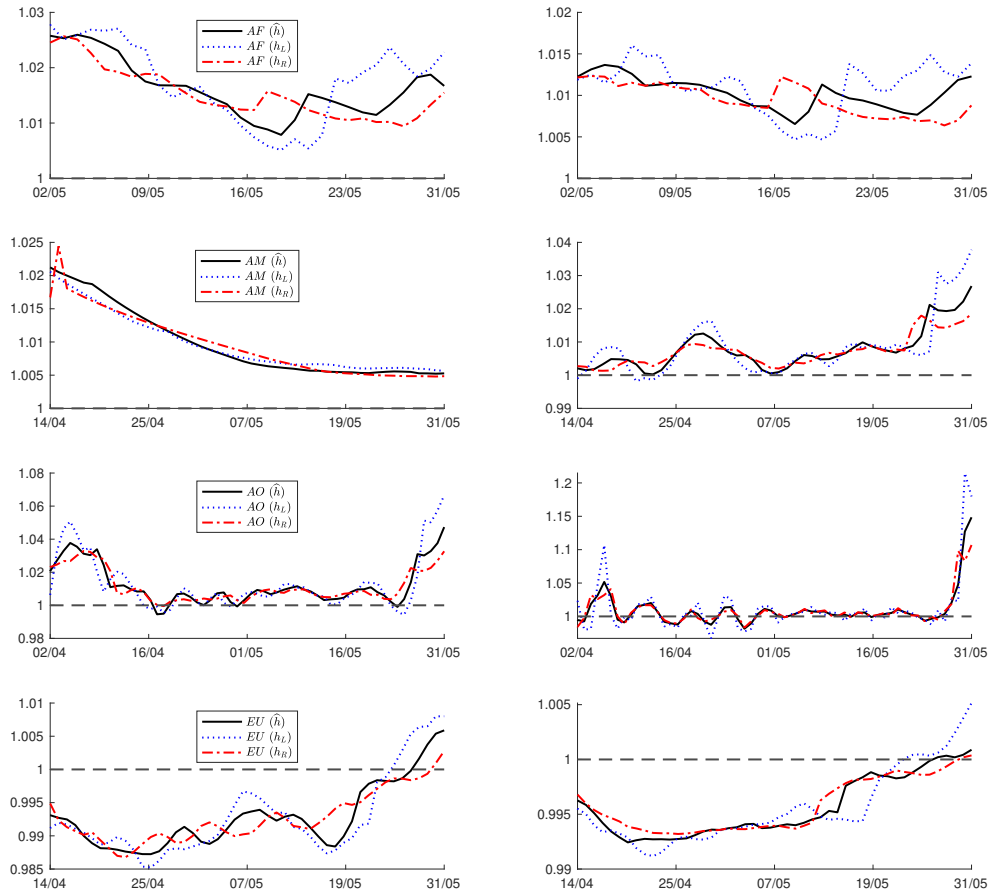 1.03
1.02
1.01
1
02/05 09/05 16/05 23/05 31/05
AF (ĥ)
AF (h_L)
AF (h_R)
1.02
1.015
1.01
1.005
1
02/05 09/05 16/05 23/05 31/05
1.025
1.02
1.015
1.01
1.005
1
14/04 25/04 07/05 19/05 31/05
AM (ĥ)
AM (h_L)
AM (h_R)
1.04
1.03
1.02
1.01
1
0.99
14/04 25/04 07/05 19/05 31/05
1.08
1.06
1.04
1.02
1
0.98
02/04 16/04 01/05 16/05 31/05
AO (ĥ)
AO (h_L)
AO (h_R)
1.2
1.15
1.1
1.05
1
02/04 16/04 01/05 16/05 31/05
1.01
1.005
1
0.995
0.99
0.985
14/04 25/04 07/05 19/05 31/05
EU (ĥ)
EU (h_L)
EU (h_R)
1.005
1
0.995
0.99
14/04 25/04 07/05 19/05 31/05